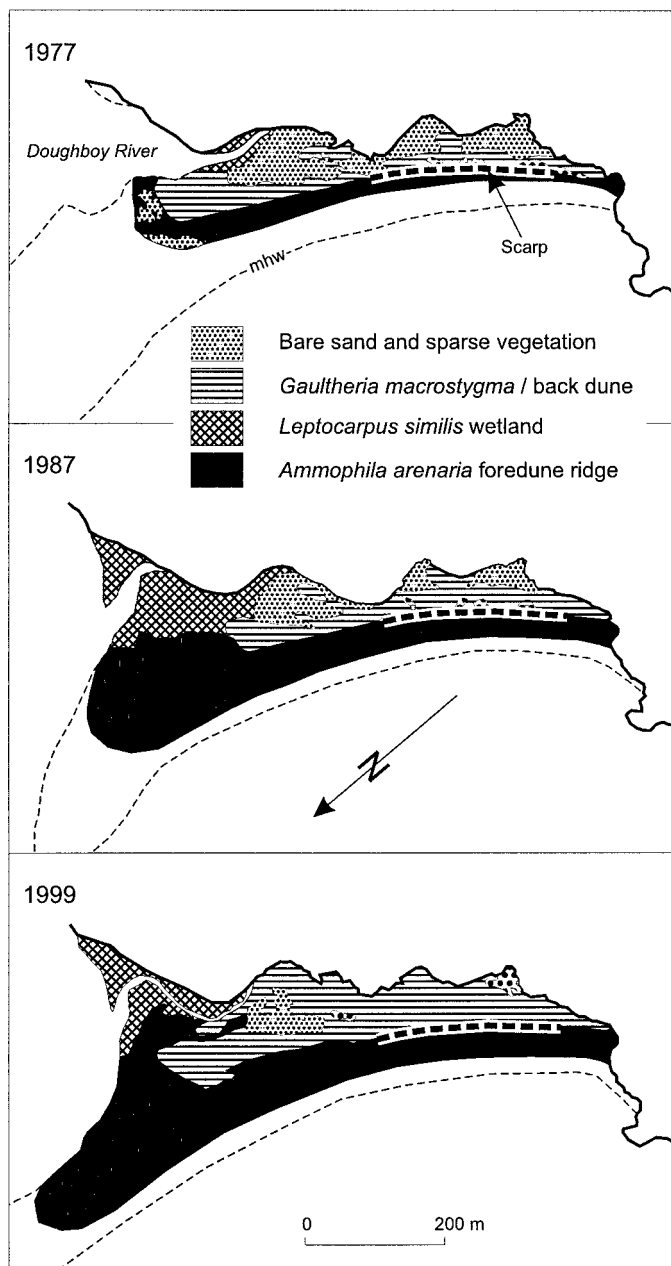 1977
Doughboy River
Scarp
mhw
Bare sand and sparse vegetation
Gaultheria macrostygma / back dune
Leptocarpus similis wetland
Ammophila arenaria foredune ridge
1987
N
1999
0 200 m